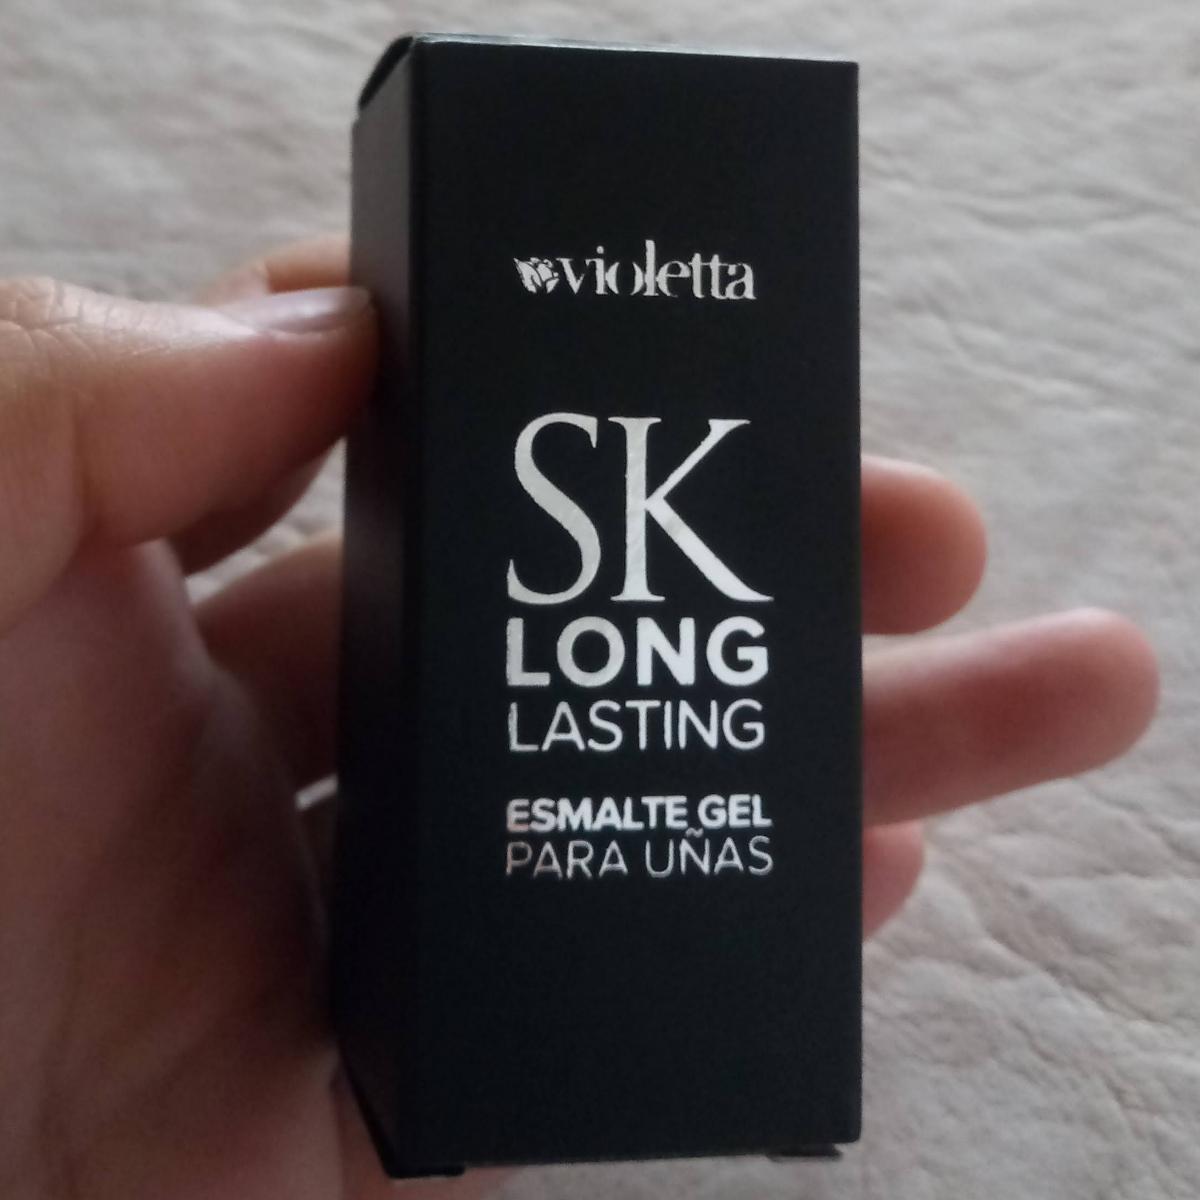 violetta
SK
LONG
LASTING
ESMALTE GEL
PARA UÑAS